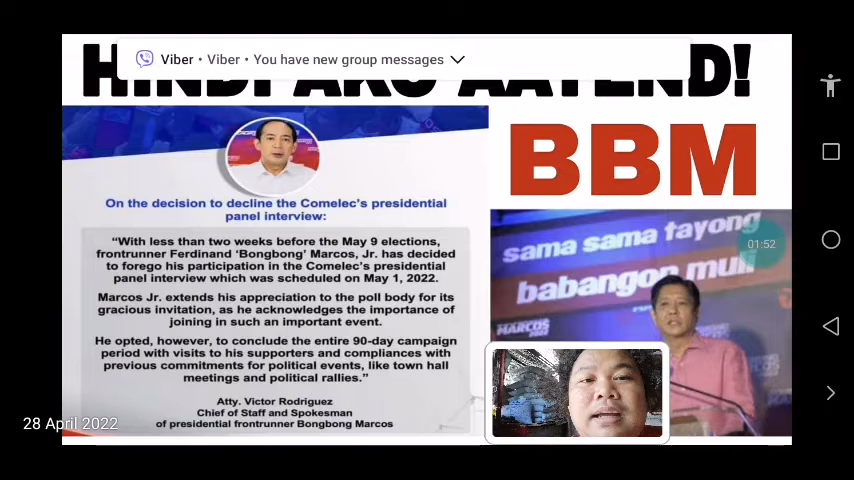 HINDI AKO AATEND!
Viber • Viber • You have new group messages
BBM
On the decision to decline the Comelec's presidential
panel interview:
“With less than two weeks before the May 9 elections,
frontrunner Ferdinand ‘Bongbong’ Marcos, Jr. has decided
to forego his participation in the Comelec's presidential
panel interview which was scheduled on May 1, 2022.
Marcos Jr. extends his appreciation to the poll body for its
gracious invitation, as he acknowledges the importance of
joining in such an important event.
He opted, however, to conclude the entire 90-day campaign
period with visits to his supporters and compliances with
previous commitments for political events, like town hall
meetings and political rallies.”
Atty. Victor Rodriguez
Chief of Staff and Spokesman
of presidential frontrunner Bongbong Marcos
sama sama tayong
babangon muli
01:52
MARCOS
28 April 2022